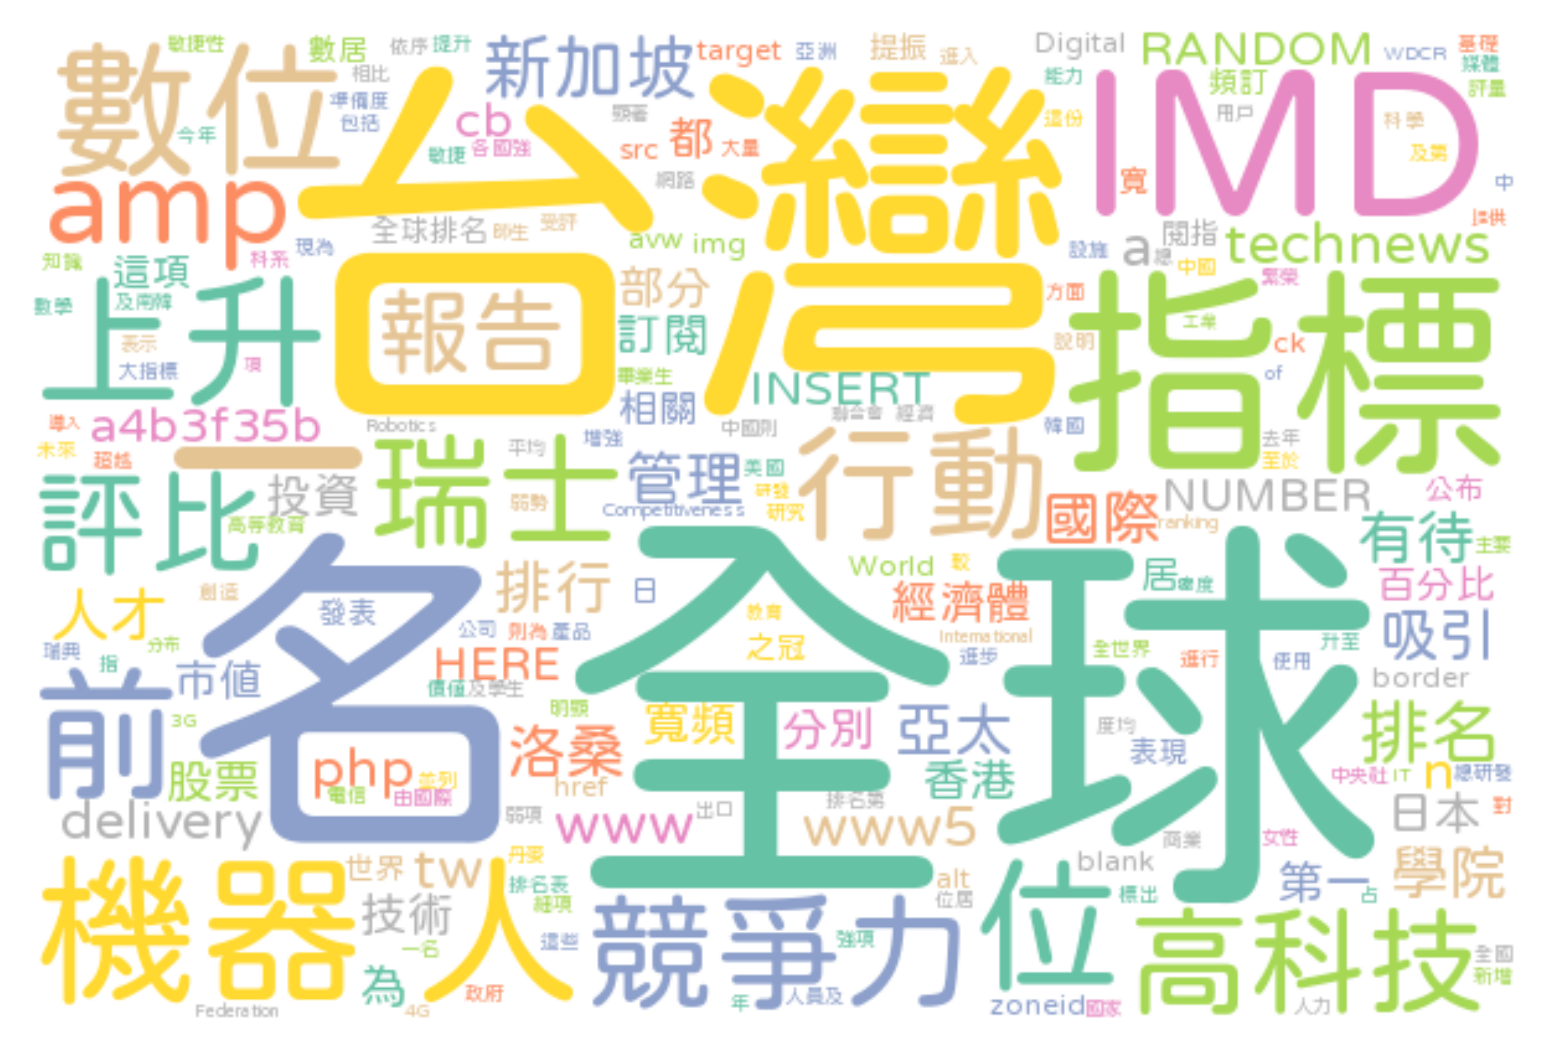 敏捷性
數居
依序
提升
新加坡
target
亞洲
提振
進入
Digital
RANDOM
WDCR
基礎
媒體
數位
相比
準備度
包括
今年
台灣
cb
敏捷
各國強
顯著
src
都
大量
網路
能力
這份
IMD
頻訂
用戶
評量
科學
及第
寬
中
提供
amp
全球排名
師生
受評
avw
img
設施
a
總
閱指
technews
中國
繁榮
知識
這項
科系
現為
數學
及南韓
上升
表示
大指標
項
報告
部分
訂閱
畢業生
相關
INSERT
聯合會
經濟
方面
說明
韓國
指標
工業
ck
of
去年
至於
導入
a4b3f35b
未來
超越
一
Robotics
增強
中國則
評比
投資
高等教育
瑞士
平均
弱勢
管理
美國
研發
研究
Competitiveness
行動
國際
ranking
NUMBER
公布
有待
主要
百分比
人才
創造
發表
瑞典
指
分布
市值
名
公司
則為
產品
HERE
價值
及學生
排行
日
全球
教育
之冠
World
較
經濟體
International
進步
居
密度
全世界
進行
使用
升至
吸引
border
前
3G
股票
php
電信
並列
由國際
明顯
洛桑
href
寬頻
分別
亞太
香港
度均
表現
排名
中央社
IT
n
總研發
delivery
弱項
www
出口
排名第
www5
商業
女性
日本
對
機器人
世界
tw
丹麥
排名表
細項
技術
一名
為
這些
政府
Federation
4G
競爭力
年
人員及
強項
alt
位居
blank
位
標出
第一
占
學院
高科技
全國
新增
zoneid
國家
人力